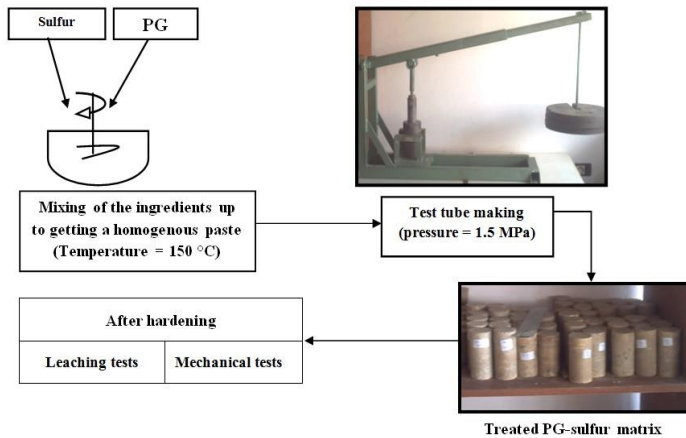 Sulfur
PG
Mixing of the ingredients up
to getting a homogenous paste
(Temperature = 150 °C)
Test tube making
(pressure = 1.5 MPa)
After hardening
Leaching tests
Mechanical tests
Treated PG-sulfur matrix